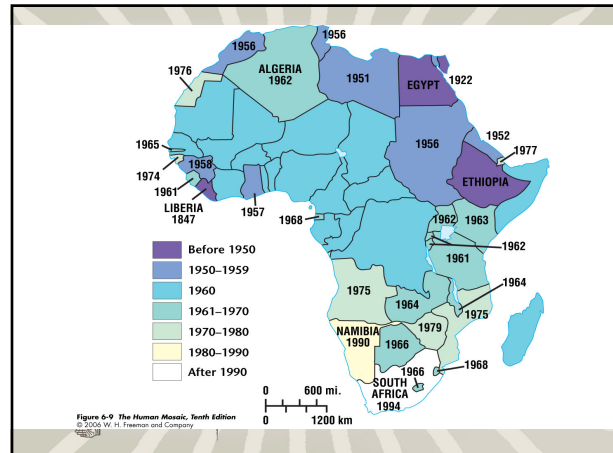 1956
1956
1976
ALGERIA
1962
1951
EGYPT
1922
1965
1958
1956
1952
1977
1974
1961
LIBERIA
1847
1957
ETHIOPIA
1968
1962
1963
1962
1961
1964
1975
1964
1975
NAMIBIA
1990
1979
1966
1968
1966
SOUTH
AFRICA
1994
Before 1950
1950–1959
1960
1961–1970
1970–1980
1980–1990
After 1990
0 600 mi.
0 1200 km
Figure 6-9 The Human Mosaic, Tenth Edition
© 2006 W. H. Freeman and Company